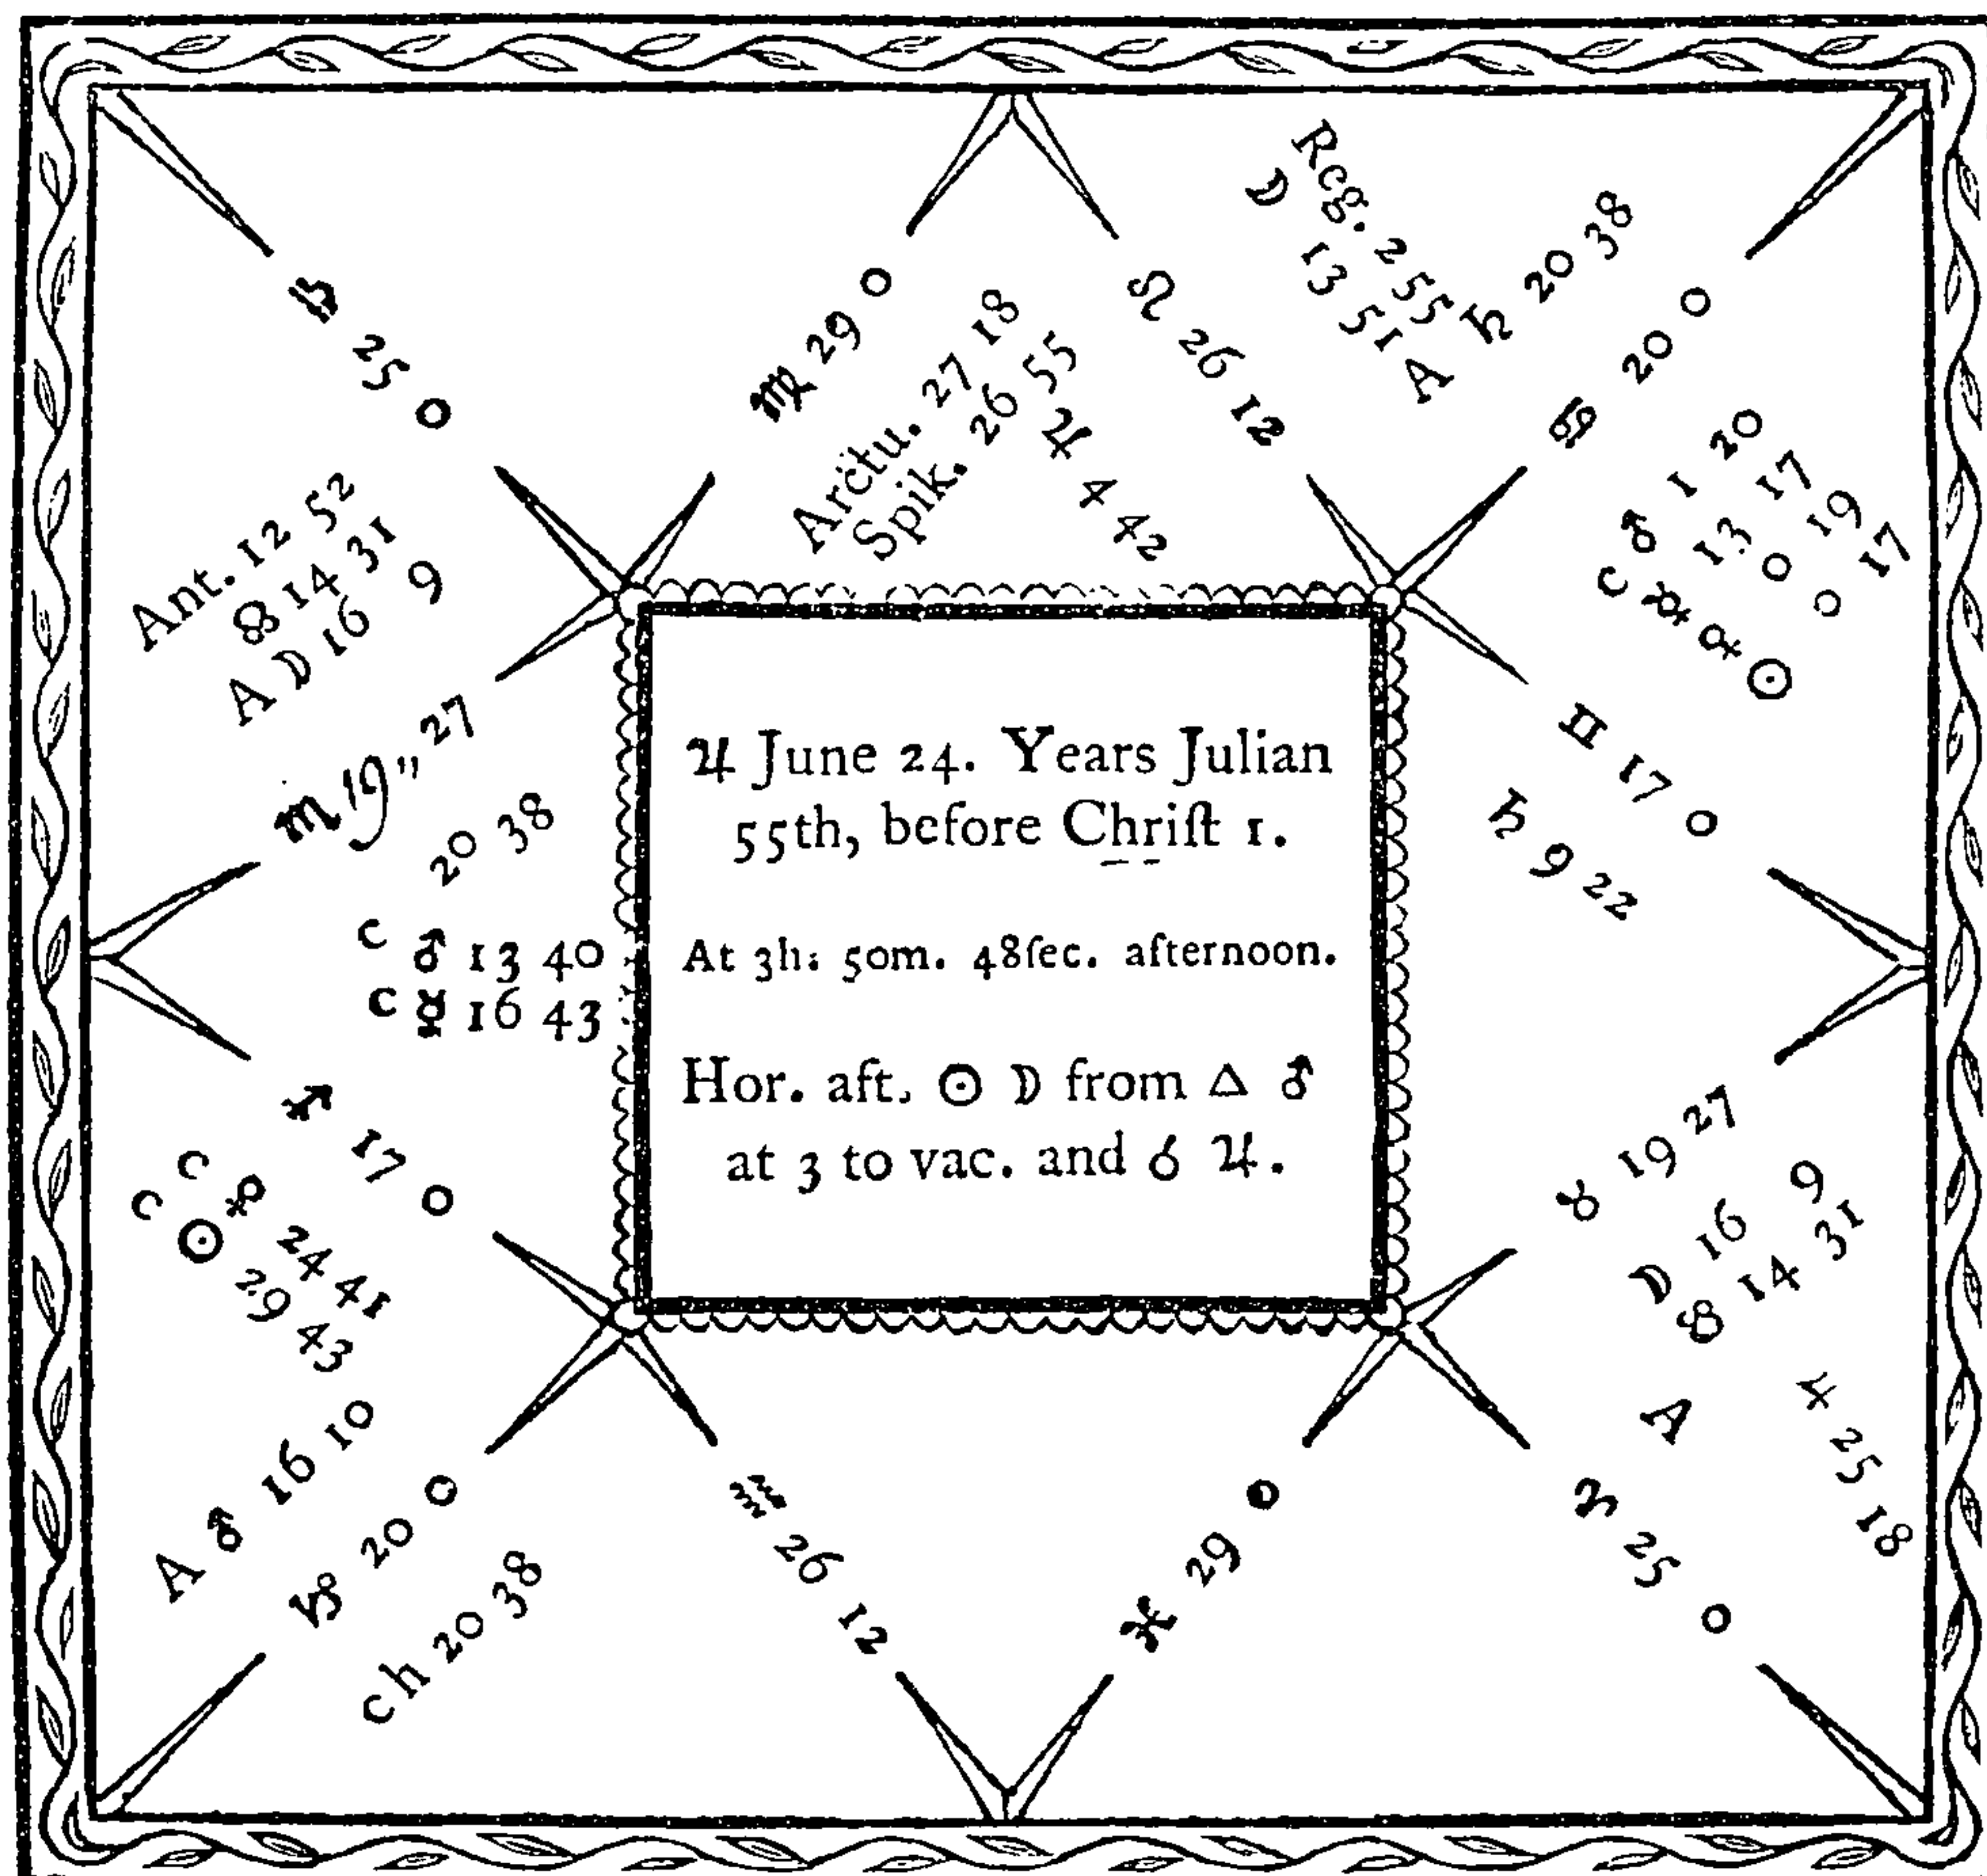 ♃ June 24. Years Julian
55th, before Chriſt 1.
At 3h: 50m. 48ſec. afternoon.
Hor. aft. ☉ ☽ from △ ♂
at 3 to vac. and ☌ ♃.
♎ 25 0
♍ 29 0
Arctu. 27 18
Spik. 26 55
♃ 4 42
♌ 26 12
Reg. 2 55
☽ 13 51 A
♄ 20 38
♋ 20 0
♂ 1 20
c ☿ 13 17
♀ 0 19
☉ 0 17
♊ 17 0
♄ 9 22
♉ 19 27
☽ 16 9
8 14 31
A
4 25 18
♈ 25 0
♓ 29 0
♒ 26 12
♑ 20 0
c h 20 38
A ♂ 16 10
♐ 17 0
c ♀ 24 41
c ☉ 29 43
♏ 19" 27
20 38
c ♂ 13 40
c ☿ 16 43
Ant. 12 52
8 14 31
A ☽ 16 9